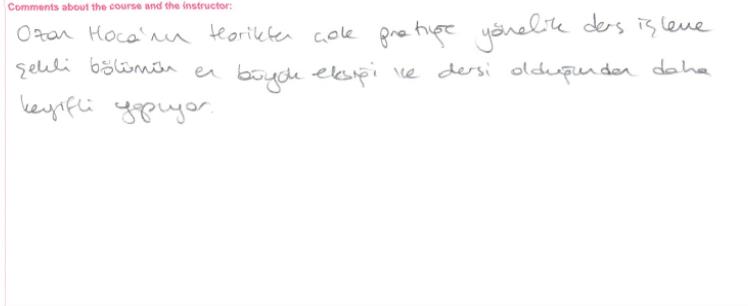 Comments about the course and the instructor:
Ozan Hoca'nın teorikten çok pratiğe yönelik ders işleme
şekli bölümün en büyük eksiği ve dersi olduğundan daha
keyifli yapıyor.